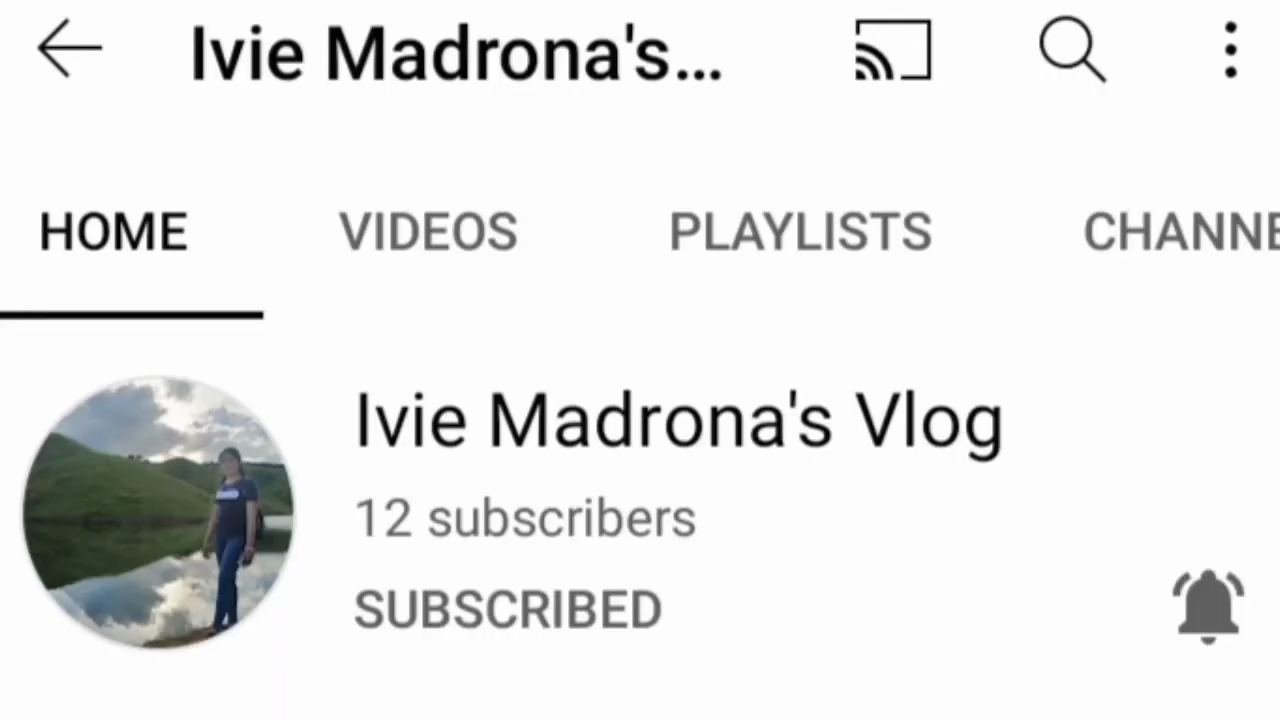 Ivie Madrona's...
HOME VIDEOS PLAYLISTS CHANNE
Ivie Madrona's Vlog
12 subscribers
SUBSCRIBED